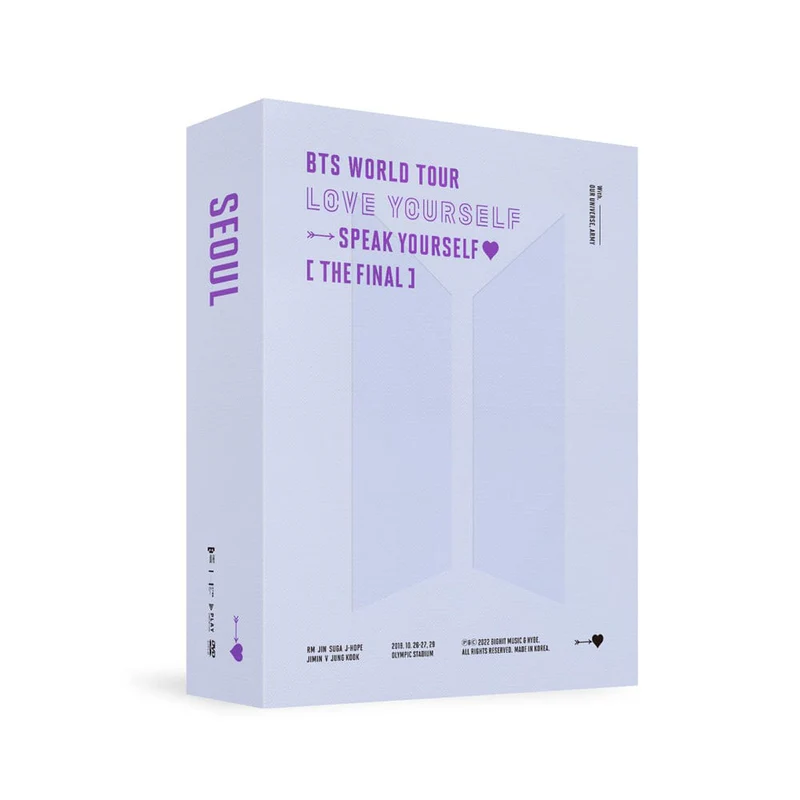 SEOUL
PLAY
DVD
BTS WORLD TOUR
LOVE YOURSELF
SPEAK YOURSELF
[ THE FINAL ]
With.
OUR UNIVERSE, ARMY
RM JIN SUGA J-HOPE
JIMIN V JUNG KOOK
2019. 10. 26-27, 29
OLYMPIC STADIUM
℗ & © 2022 BIGHIT MUSIC & HYBE.
ALL RIGHTS RESERVED. MADE IN KOREA.